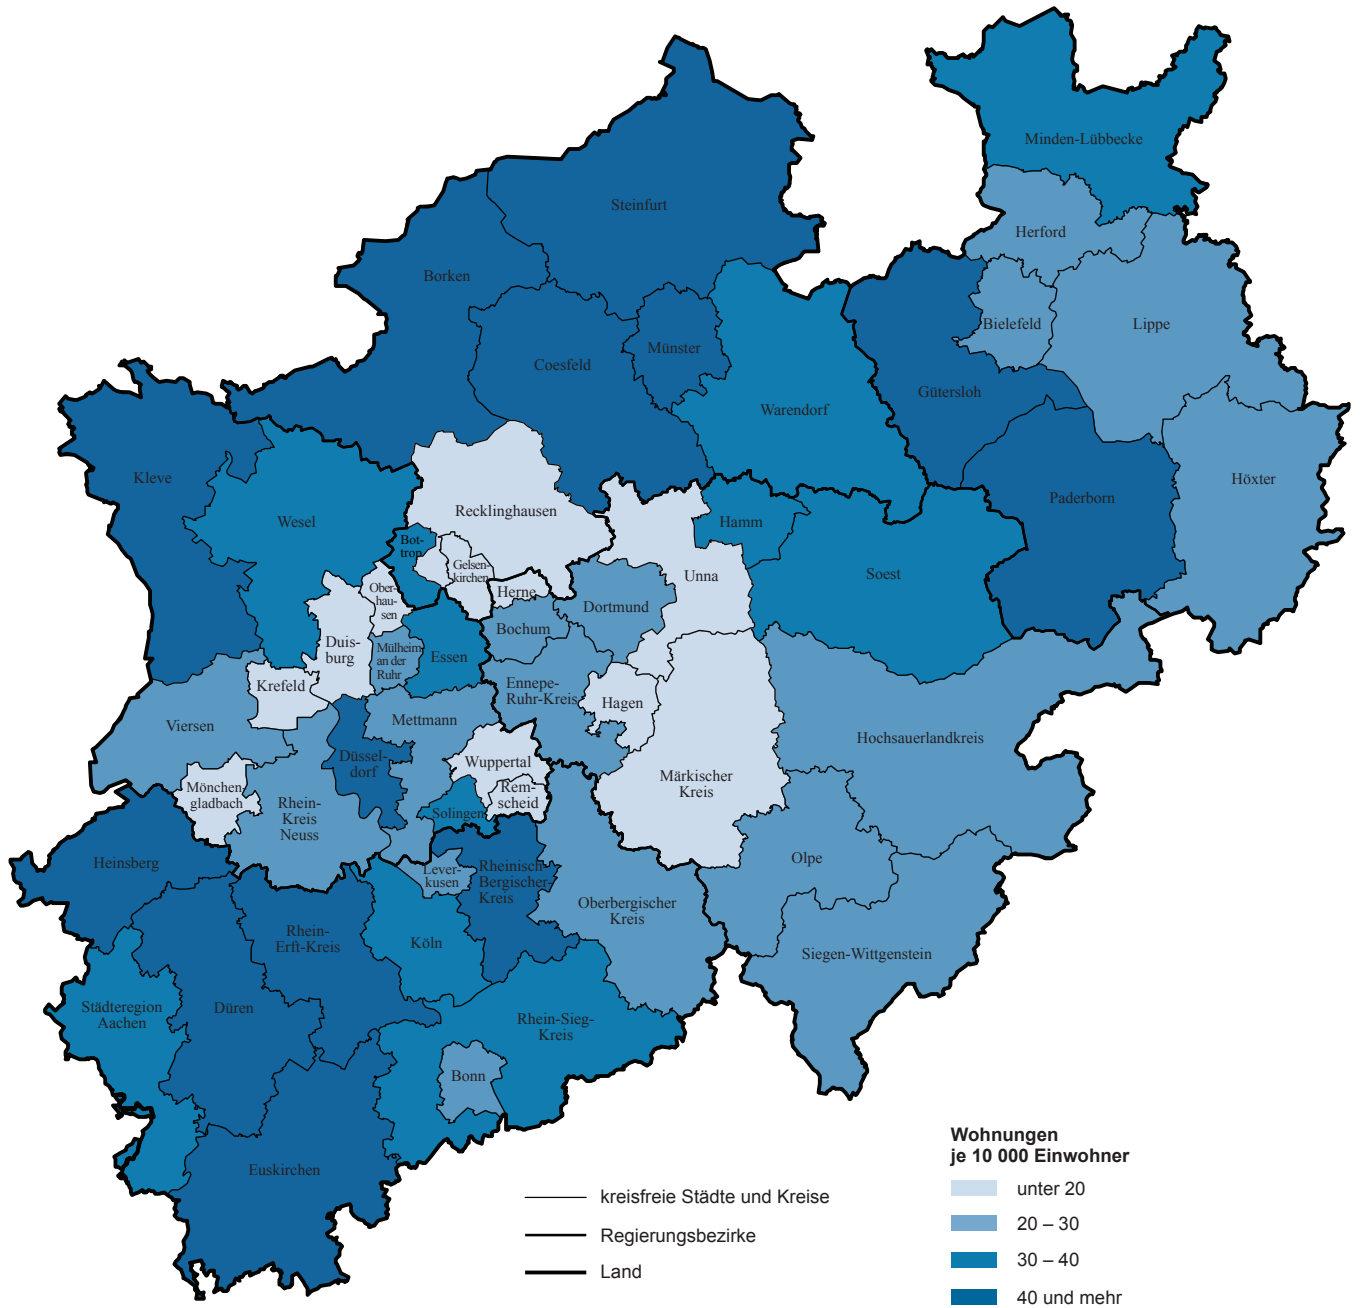 Minden-Lübbecke
Steinfurt
Herford
Borken
Bielefeld
Lippe
Münster
Coesfeld
Gütersloh
Warendorf
Kleve
Höxter
Paderborn
Recklinghausen
Wesel
Hamm
Bot-
trop
Gelsen-
kirchen
Soest
Unna
Ober-
hau-
sen
Herne
Dortmund
Bochum
Duis-
burg
Mülheim
an der
Ruhr
Essen
Krefeld
Ennepe-
Ruhr-Kreis
Hagen
Viersen
Mettmann
Hochsauerlandkreis
Düssel-
dorf
Wuppertal
Märkischer
Kreis
Mönchen
gladbach
Rem-
scheid
Rhein-
Kreis
Neuss
Solingen
Heinsberg
Olpe
Lever-
kusen
Rheinisch-
Bergischer-
Kreis
Oberbergischer
Kreis
Rhein-
Erft-Kreis
Köln
Siegen-Wittgenstein
Städteregion
Aachen
Düren
Rhein-Sieg-
Kreis
Bonn
Euskirchen
Wohnungen
je 10 000 Einwohner
unter 20
20 – 30
30 – 40
40 und mehr
kreisfreie Städte und Kreise
Regierungsbezirke
Land